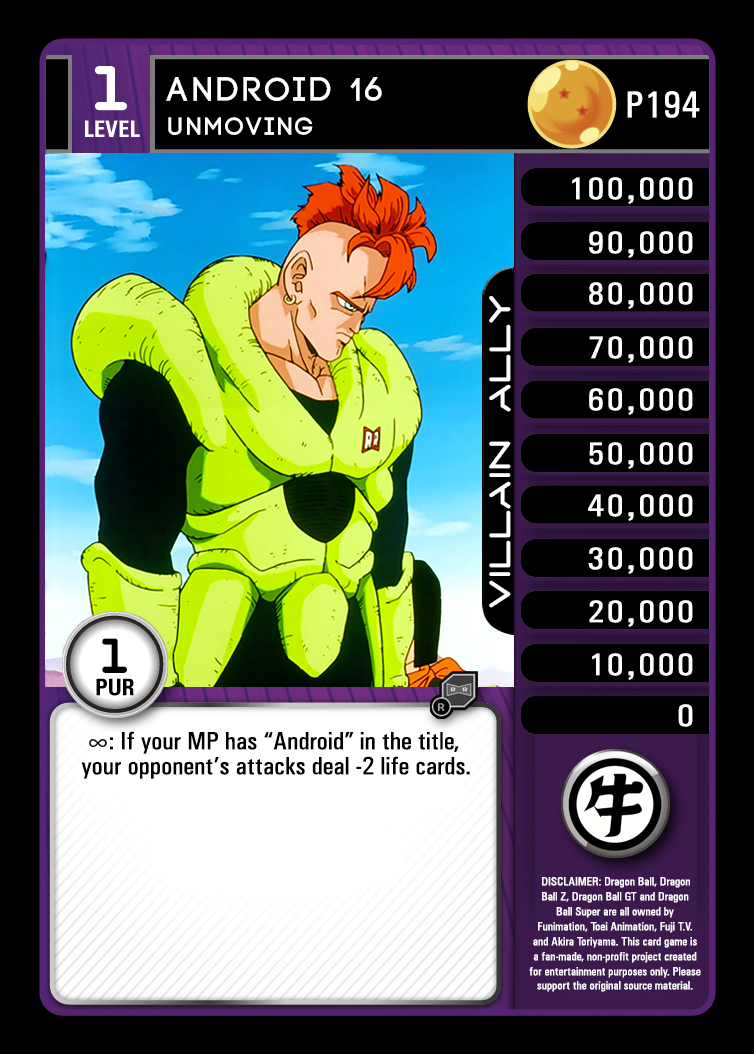 1
LEVEL
ANDROID 16
UNMOVING
P194
100,000
90,000
80,000
70,000
60,000
50,000
40,000
30,000
20,000
10,000
0
VILLAIN ALLY
RR
1
PUR
R R
R
∞: If your MP has “Android” in the title,
your opponent's attacks deal -2 life cards.
牛
DISCLAIMER: Dragon Ball, Dragon
Ball Z, Dragon Ball GT and Dragon
Ball Super are all owned by
Funimation, Toei Animation, Fuji T.V.
and Akira Toriyama. This card game is
a fan-made, non-profit project created
for entertainment purposes only. Please
support the original source material.